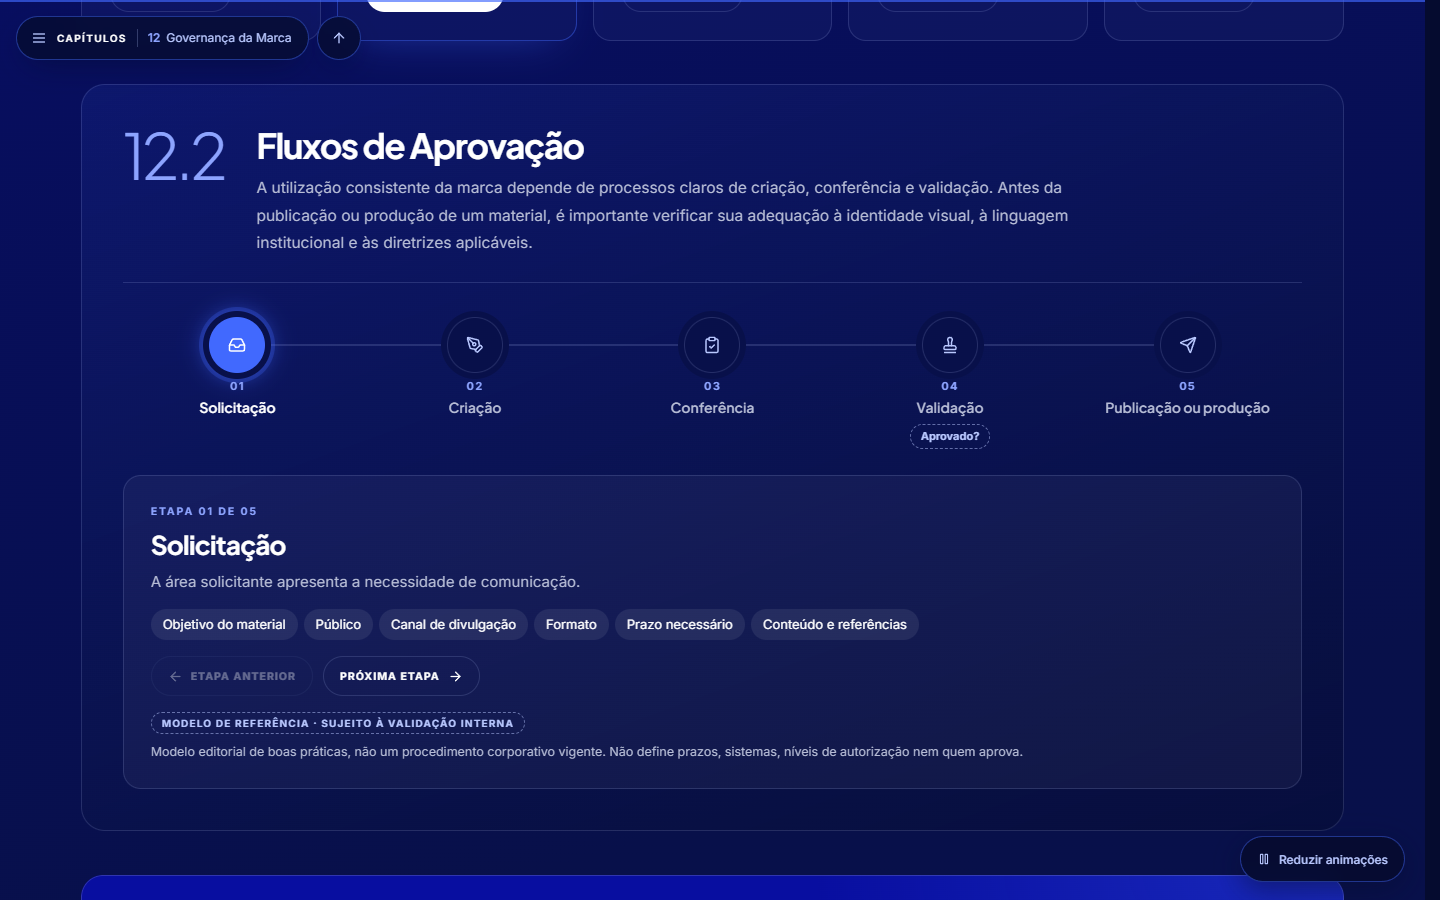 CAPÍTULOS
12 Governança da Marca
12.2
Fluxos de Aprovação
A utilização consistente da marca depende de processos claros de criação, conferência e validação. Antes da
publicação ou produção de um material, é importante verificar sua adequação à identidade visual, à linguagem
institucional e às diretrizes aplicáveis.
01
Solicitação
02
Criação
03
Conferência
04
Validação
Aprovado?
05
Publicação ou produção
ETAPA 01 DE 05
Solicitação
A área solicitante apresenta a necessidade de comunicação.
Objetivo do material
Público
Canal de divulgação
Formato
Prazo necessário
Conteúdo e referências
ETAPA ANTERIOR
PRÓXIMA ETAPA
MODELO DE REFERÊNCIA · SUJEITO À VALIDAÇÃO INTERNA
Modelo editorial de boas práticas, não um procedimento corporativo vigente. Não define prazos, sistemas, níveis de autorização nem quem aprova.
Reduzir animações